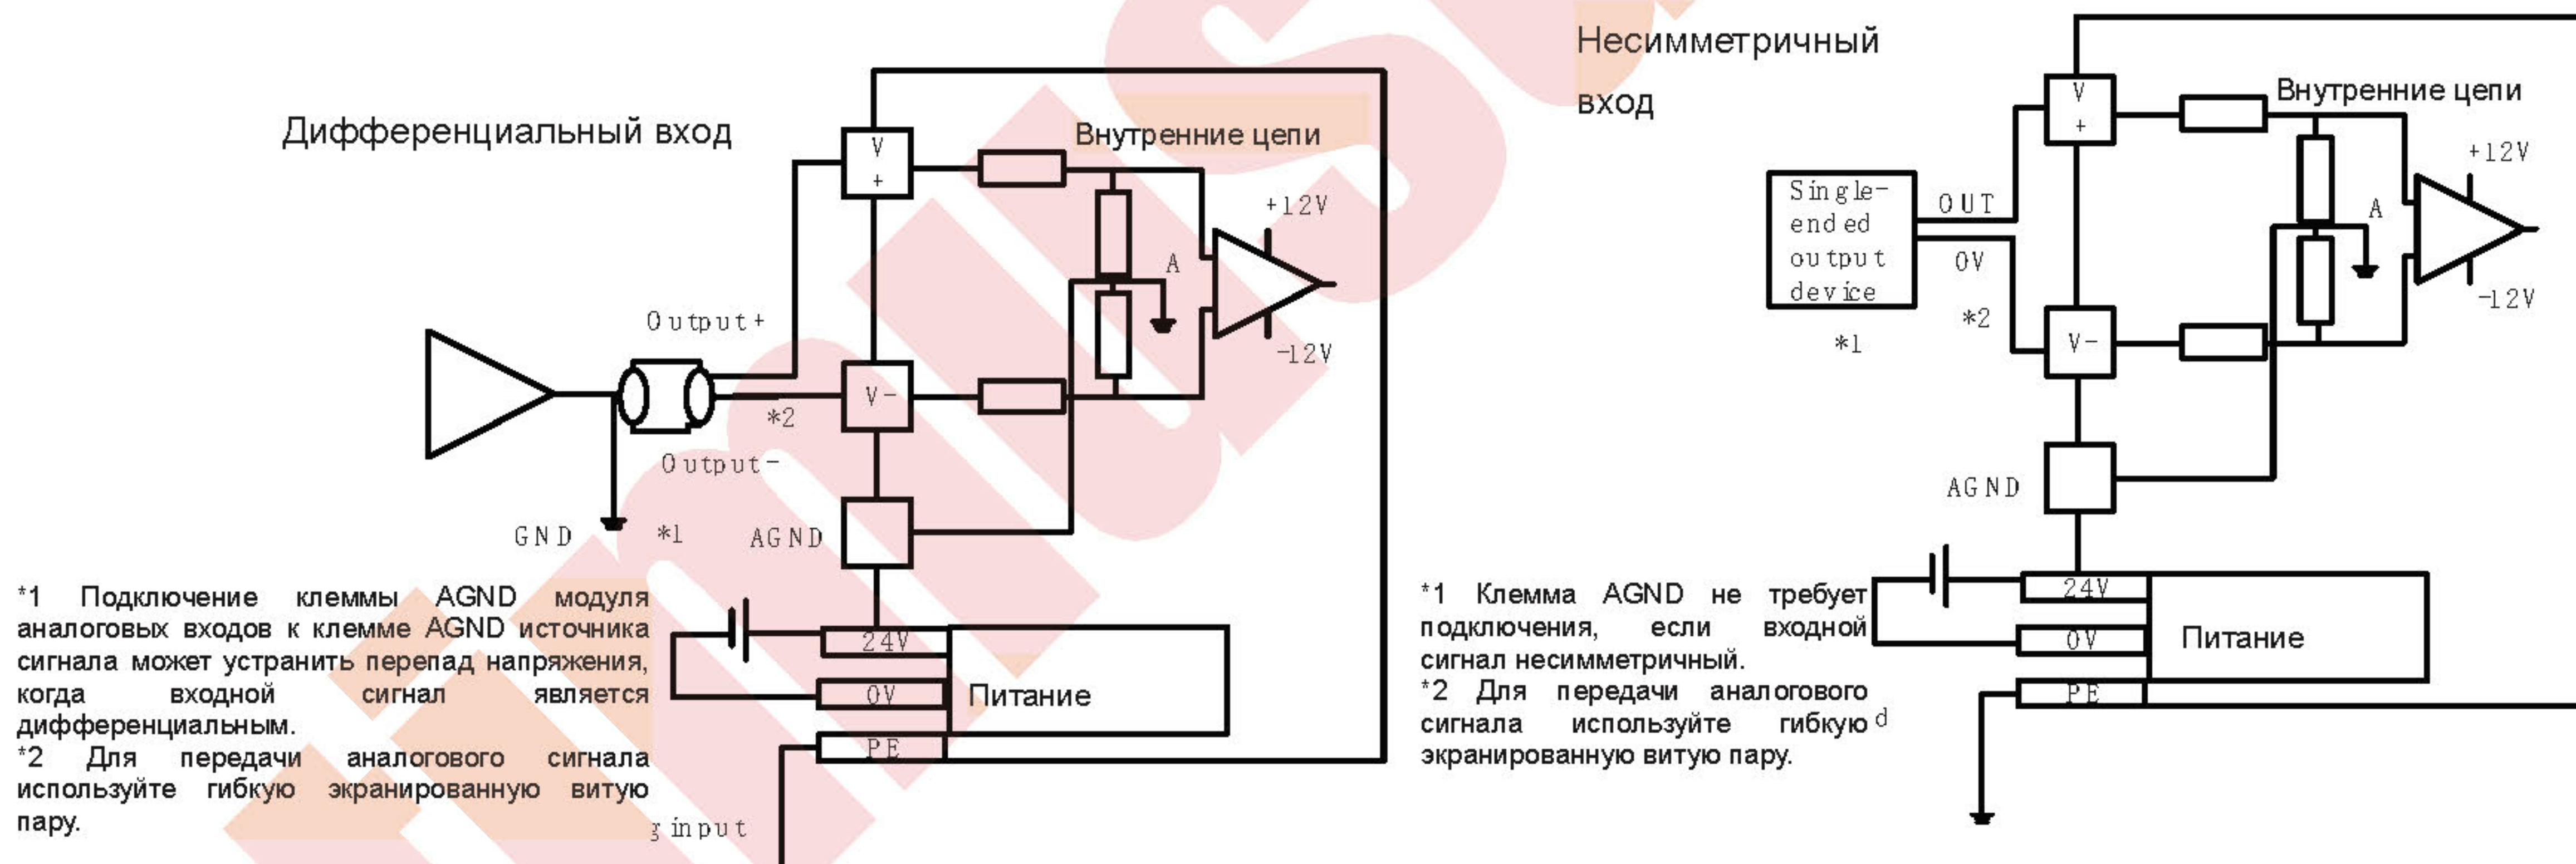 Дифференциальный вход
Внутренние цепи
V
+
+12V
A
-12V
Output+
V-
*2
Output-
GND
*1
AGND
24V
0V
Питание
PE
*1 Подключение клеммы AGND модуля
аналоговых входов к клемме AGND источника
сигнала может устранить перепад напряжения,
когда входной сигнал является
дифференциальным.
*2 Для передачи аналогового сигнала
используйте гибкую экранированную витую
пару.
g input
Несимметричный
вход
Внутренние цепи
V
+
+12V
A
-12V
Single-
ended
output
device
OUT
0V
*2
*1
V-
AGND
24V
0V
Питание
PE
*1 Клемма AGND не требует
подключения, если входной
сигнал несимметричный.
*2 Для передачи аналогового
сигнала используйте гибкую d
экранированную витую пару.